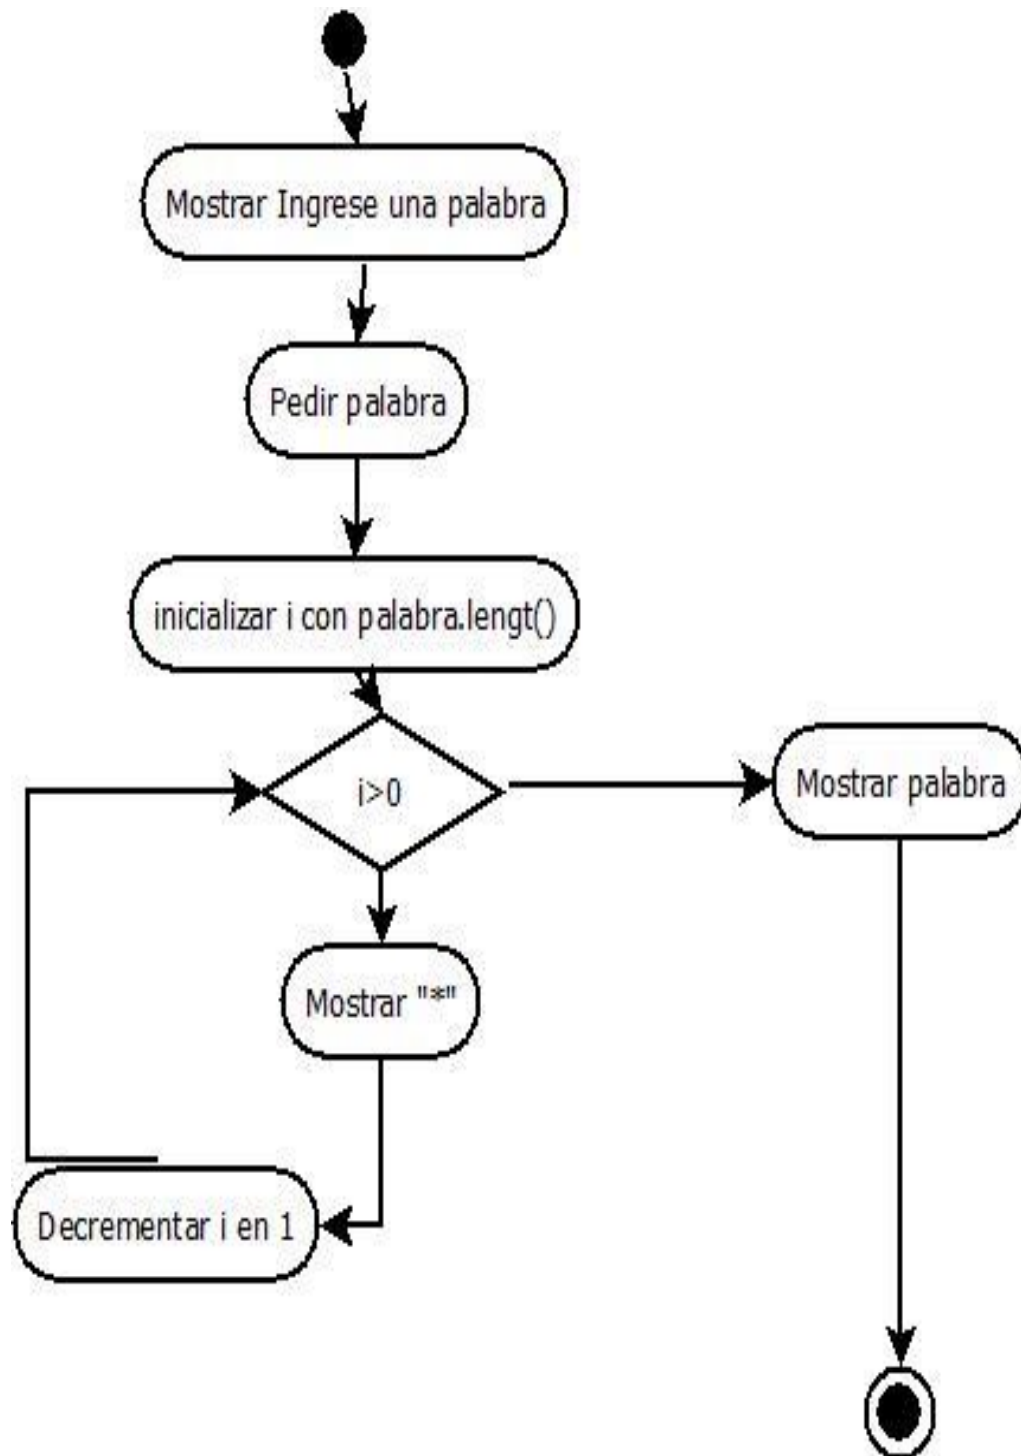 Mostrar Ingrese una palabra
Pedir palabra
inicializar i con palabra.lengt()
i>0
Mostrar palabra
Mostrar "*"
Decrementar i en 1